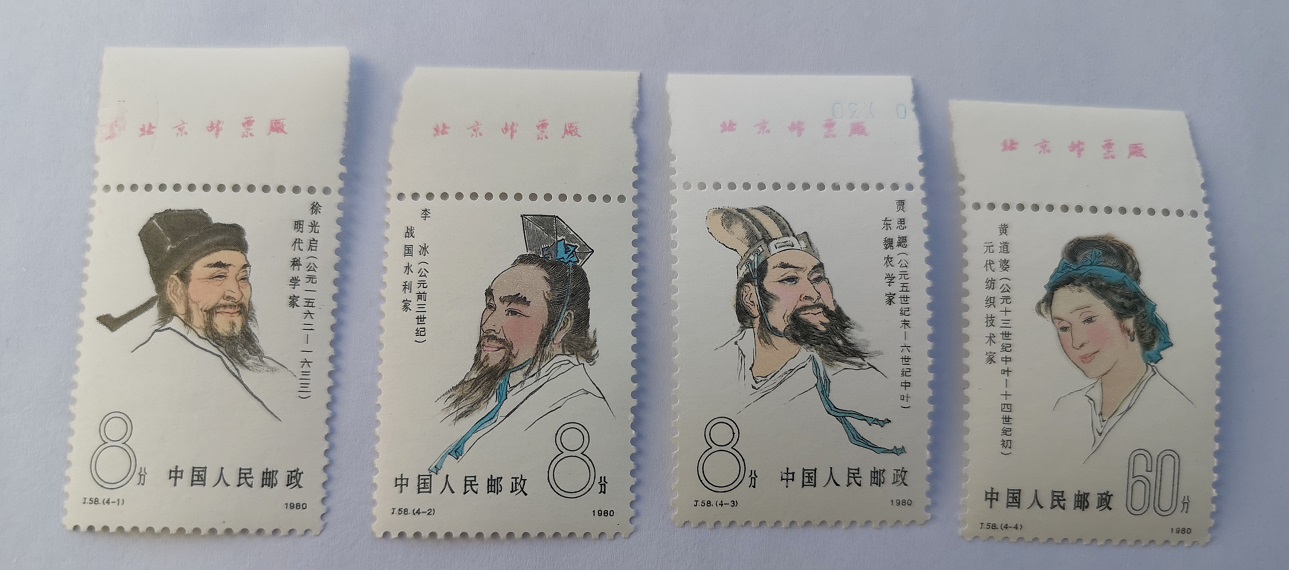 北京邮票厂
徐光启(公元一五六二—一六三三)
明代科学家
8分 中国人民邮政
J.58.(4-1) 1980
北京邮票厂
李冰(公元前三世纪)
战国水利家
中国人民邮政 8分
J.58.(4-2) 1980
北京邮票厂
贾思勰(公元五世纪末—六世纪中叶)
东魏农学家
8分 中国人民邮政
J.58.(4-3) 1980
北京邮票厂
黄道婆(公元十三世纪中叶—十四世纪初)
元代纺织技术家
中国人民邮政 60分
J.58.(4-4) 1980